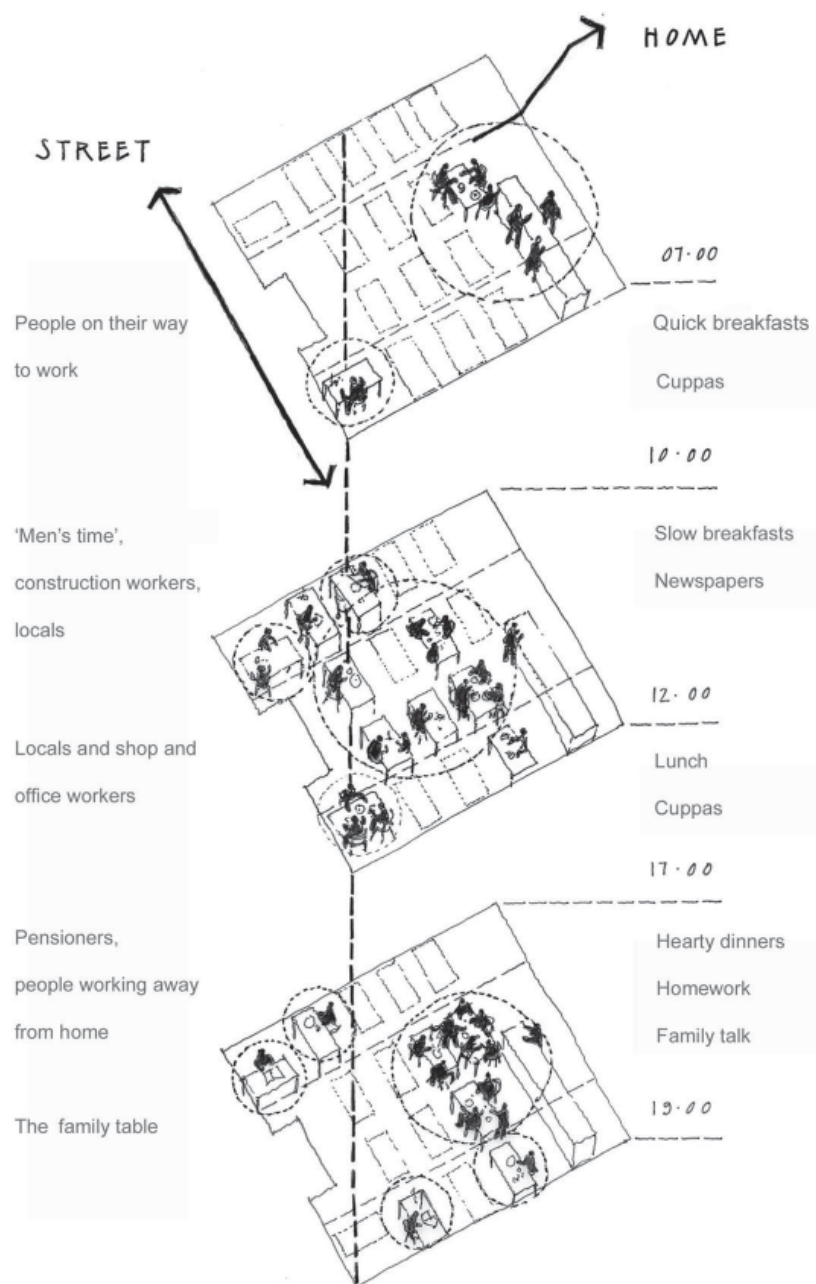 HOME
STREET
07.00
People on their way
to work
Quick breakfasts
Cuppas
10.00
‘Men’s time’,
construction workers,
locals
Slow breakfasts
Newspapers
12.00
Locals and shop and
office workers
Lunch
Cuppas
17.00
Pensioners,
people working away
from home
Hearty dinners
Homework
Family talk
The family table
19.00